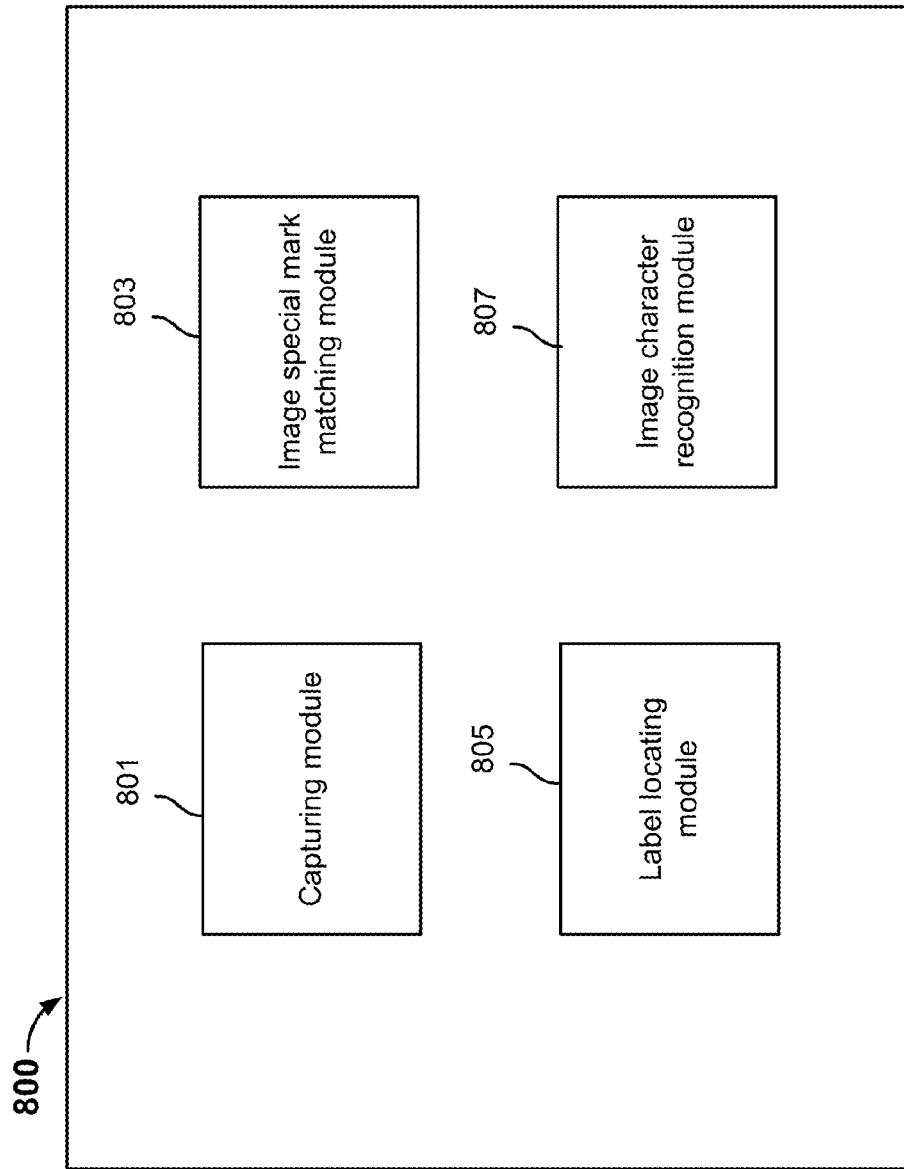 800
801
Capturing module
803
Image special mark
matching module
805
Label locating
module
807
Image character
recognition module